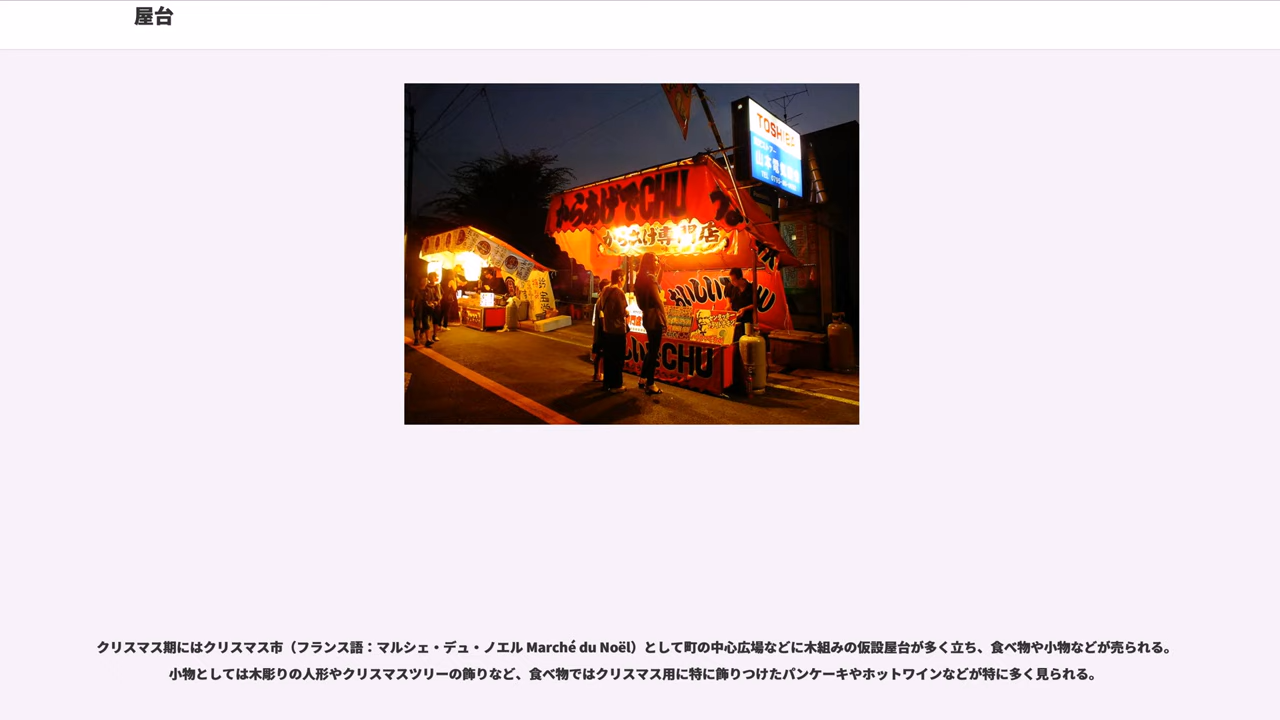 屋台
TOSHIBA
からあげでCHU
からあげ専門店
おいしい
CHU
クリスマス期にはクリスマス市（フランス語：マルシェ・デュ・ノエル Marché du Noël）として町の中心広場などに木組みの仮設屋台が多く立ち、食べ物や小物などが売られる。
小物としては木彫りの人形やクリスマスツリーの飾りなど、食べ物ではクリスマス用に特に飾りつけたパンケーキやホットワインなどが特に多く見られる。